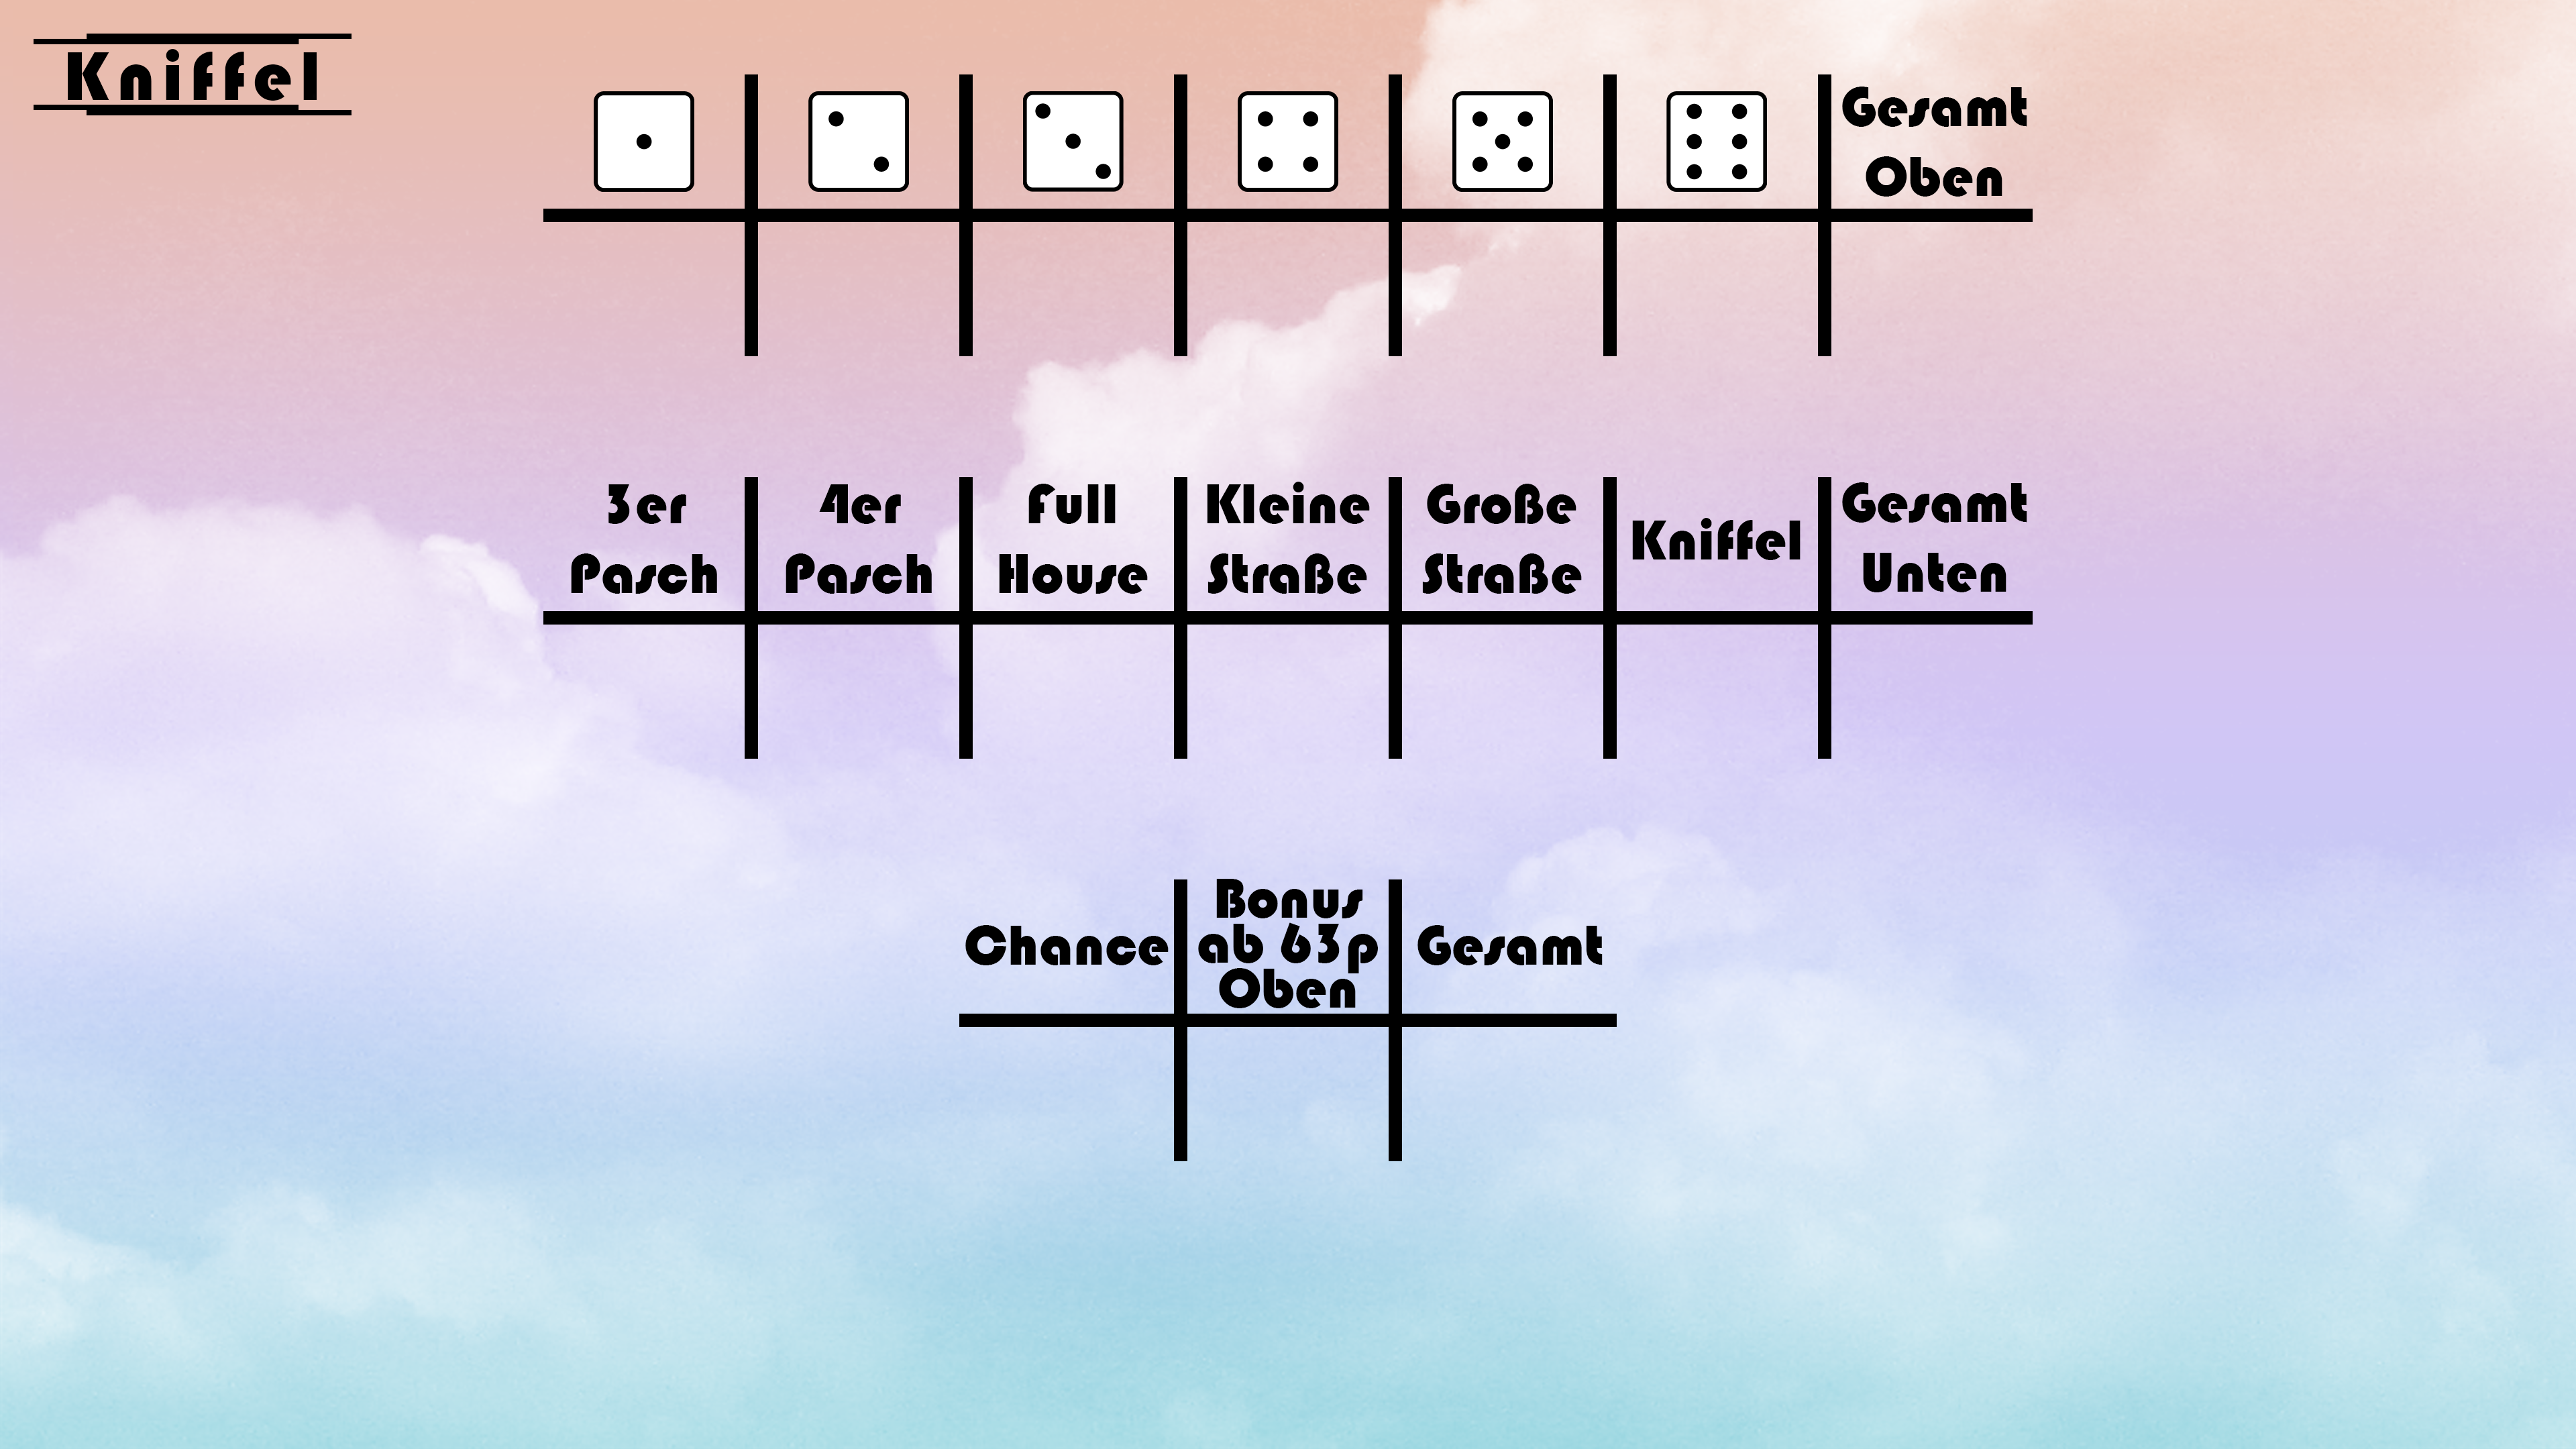 Kniffel
Gesamt
Oben
3er
Pasch
4er
Pasch
Full
House
Kleine
Straße
Große
Straße
Kniffel
Gesamt
Unten
Chance
Bonus
ab 63p
Oben
Gesamt